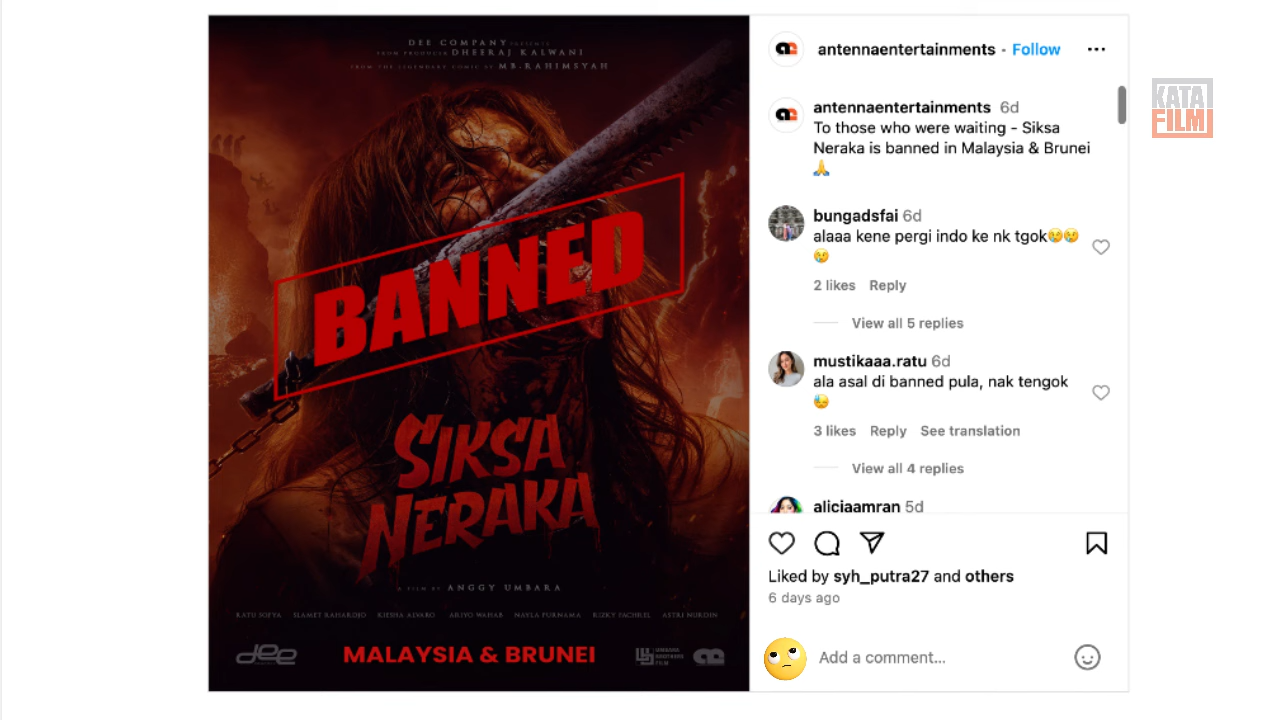 DEE COMPANY PRESENTS
FROM PRODUCER DHEERAJ KALWANI
FROM THE LEGENDARY COMIC BY MB. RAHIMSYAH
BANNED
SIKSA
NERAKA
A FILM BY ANGGY UMBARA
RATU SOFYA SLAMET RAHARDJO KIESHA ALVARO ARIYO WAHAB NAYLA PURNAMA RIZKY FACHREL ASTRI NURDIN
dee
MALAYSIA & BRUNEI
UMBARA
BROTHERS
FILM
antennaentertainments · Follow
antennaentertainments 6d
To those who were waiting - Siksa
Neraka is banned in Malaysia & Brunei
🙏
bungadsfai 6d
alaaa kene pergi indo ke nk tgok😢😢
😢
2 likes Reply
View all 5 replies
mustikaaa.ratu 6d
ala asal di banned pula, nak tengok
😓
3 likes Reply See translation
View all 4 replies
aliciaamran 5d
Liked by syh_putra27 and others
6 days ago
Add a comment...
KATA
FILM